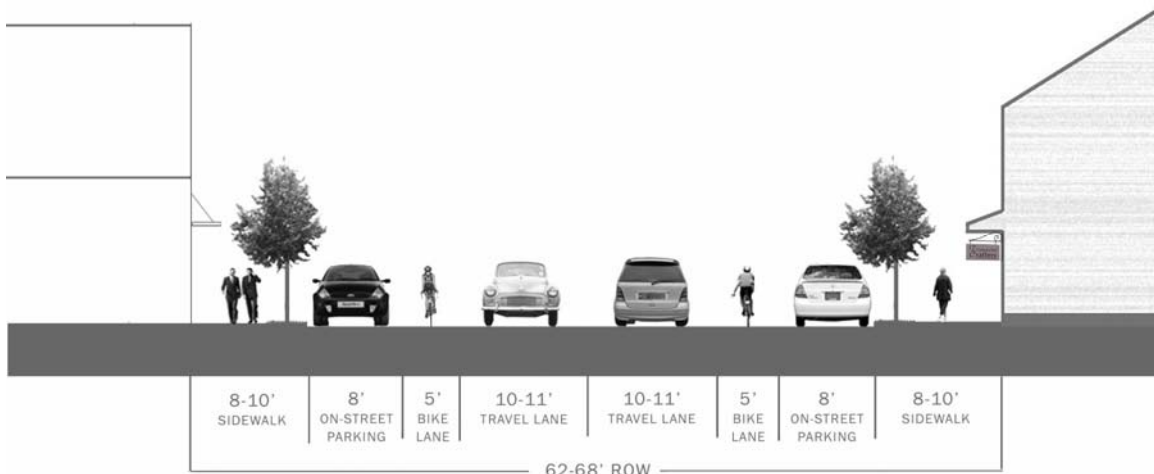 8-10' 8' 5' 10-11' 10-11' 5' 8' 8-10'
SIDEWALK ON-STREET BIKE TRAVEL LANE TRAVEL LANE BIKE ON-STREET SIDEWALK
PARKING LANE LANE PARKING
62-68' ROW